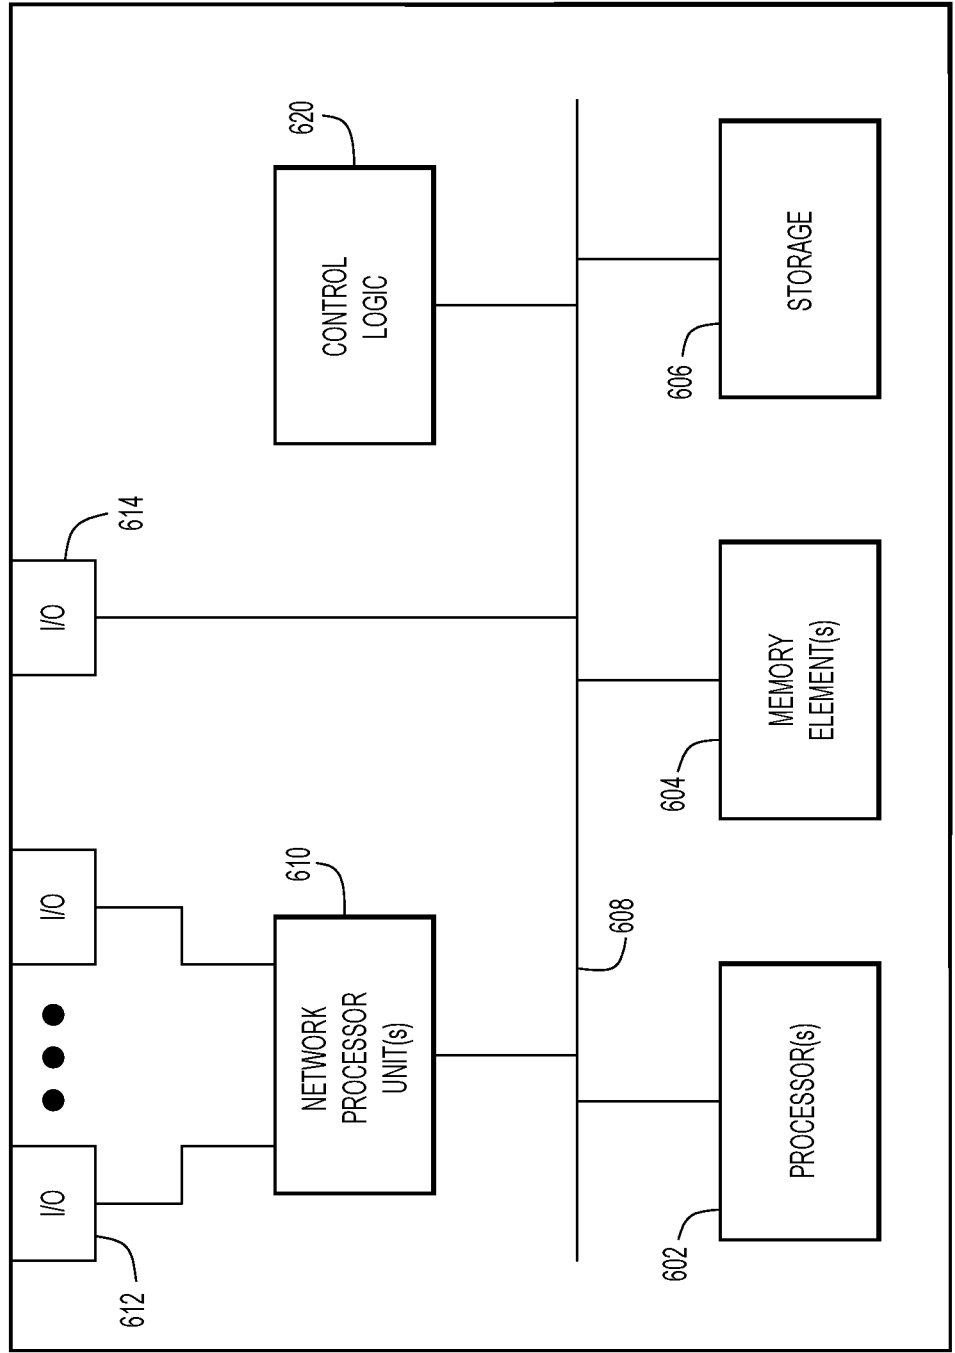 I/O
I/O
I/O
612
614
610
620
NETWORK
PROCESSOR
UNIT(s)
CONTROL
LOGIC
608
602
604
606
PROCESSOR(s)
MEMORY
ELEMENT(s)
STORAGE